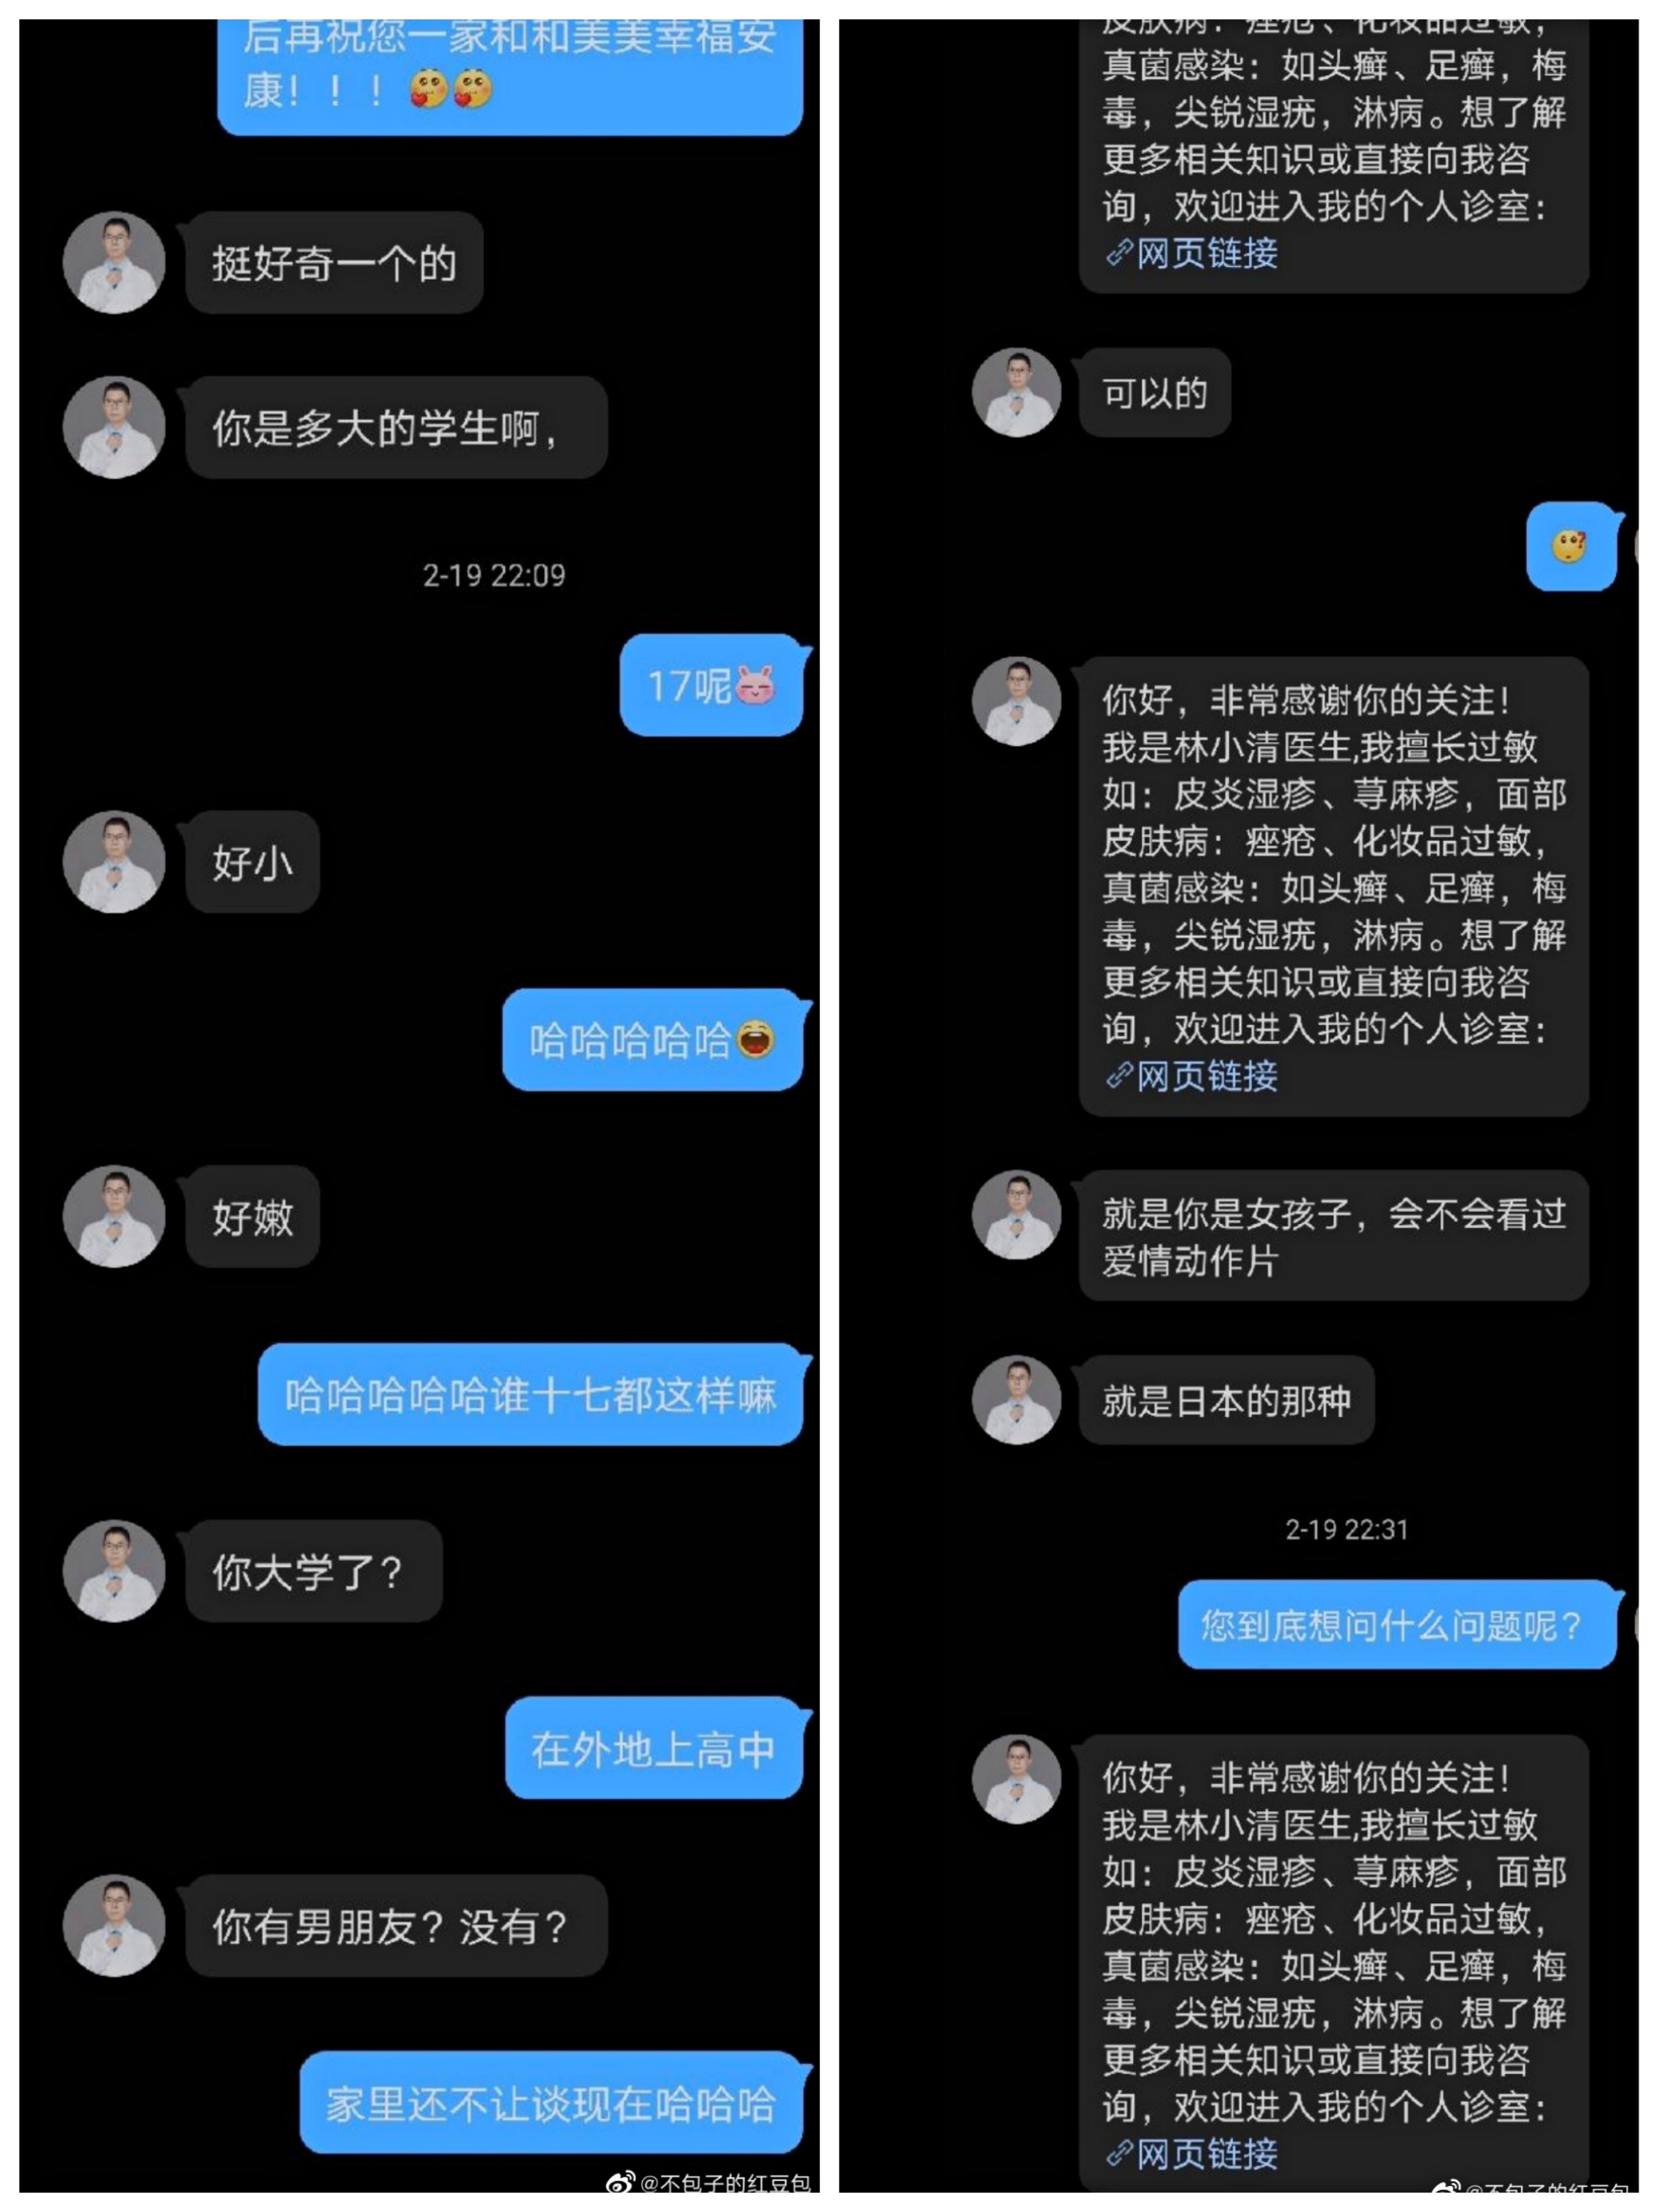 后再祝您一家和和美美幸福安
康！！！
挺好奇一个的
你是多大的学生啊，
2-19 22:09
17呢
好小
哈哈哈哈哈
好嫩
哈哈哈哈哈谁十七都这样嘛
你大学了？
在外地上高中
你有男朋友？没有？
家里还不让谈现在哈哈哈
@不包子的红豆包
皮肤病：痤疮、化妆品过敏，
真菌感染：如头癣、足癣，梅
毒，尖锐湿疣，淋病。想了解
更多相关知识或直接向我咨
询，欢迎进入我的个人诊室：
网页链接
可以的
你好，非常感谢你的关注！
我是林小清医生,我擅长过敏
如：皮炎湿疹、荨麻疹，面部
皮肤病：痤疮、化妆品过敏，
真菌感染：如头癣、足癣，梅
毒，尖锐湿疣，淋病。想了解
更多相关知识或直接向我咨
询，欢迎进入我的个人诊室：
网页链接
就是你是女孩子，会不会看过
爱情动作片
就是日本的那种
2-19 22:31
您到底想问什么问题呢？
你好，非常感谢你的关注！
我是林小清医生,我擅长过敏
如：皮炎湿疹、荨麻疹，面部
皮肤病：痤疮、化妆品过敏，
真菌感染：如头癣、足癣，梅
毒，尖锐湿疣，淋病。想了解
更多相关知识或直接向我咨
询，欢迎进入我的个人诊室：
网页链接
@不包子的红豆包